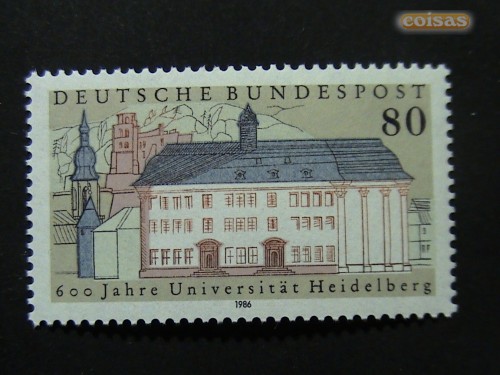 coisas
DEUTSCHE BUNDESPOST
80
600 Jahre Universität Heidelberg
1986